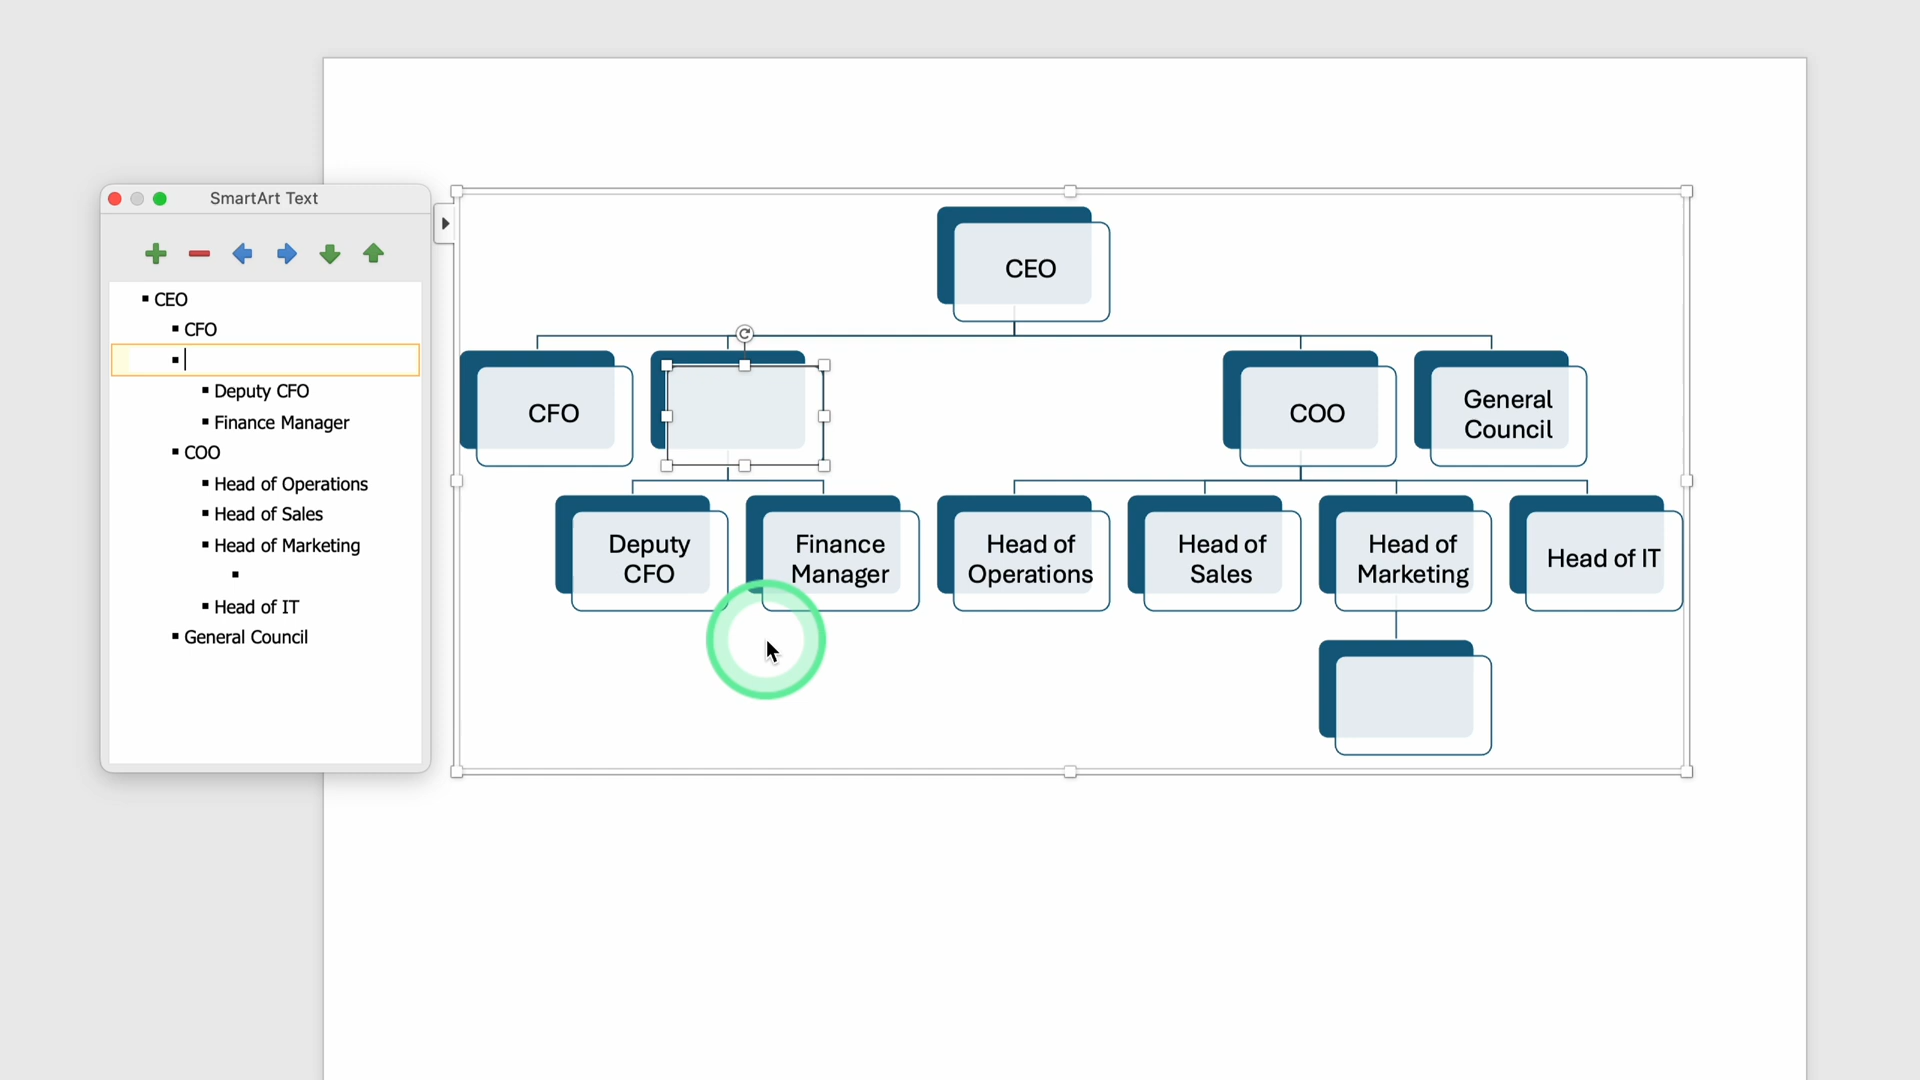 SmartArt Text
CEO
CFO
Deputy CFO
Finance Manager
COO
Head of Operations
Head of Sales
Head of Marketing
Head of IT
General Council
CEO
CFO
COO
General
Council
Deputy
CFO
Finance
Manager
Head of
Operations
Head of
Sales
Head of
Marketing
Head of IT